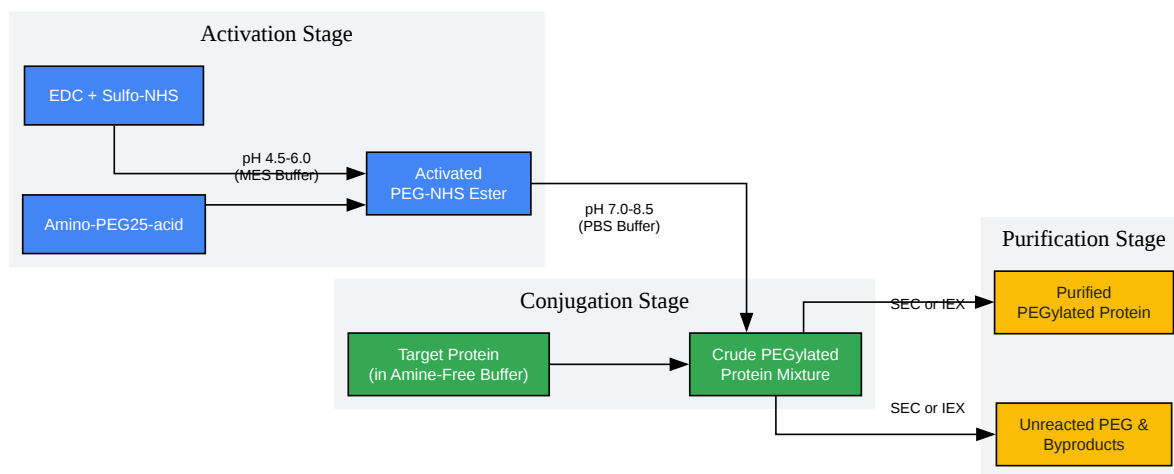 Activation Stage
EDC + Sulfo-NHS
pH 4.5-6.0
(MES Buffer)
Activated
PEG-NHS Ester
Amino-PEG25-acid
pH 7.0-8.5
(PBS Buffer)
Conjugation Stage
Target Protein
(in Amine-Free Buffer)
Crude PEGylated
Protein Mixture
Purification Stage
SEC or IEX
Purified
PEGylated Protein
SEC or IEX
Unreacted PEG &
Byproducts